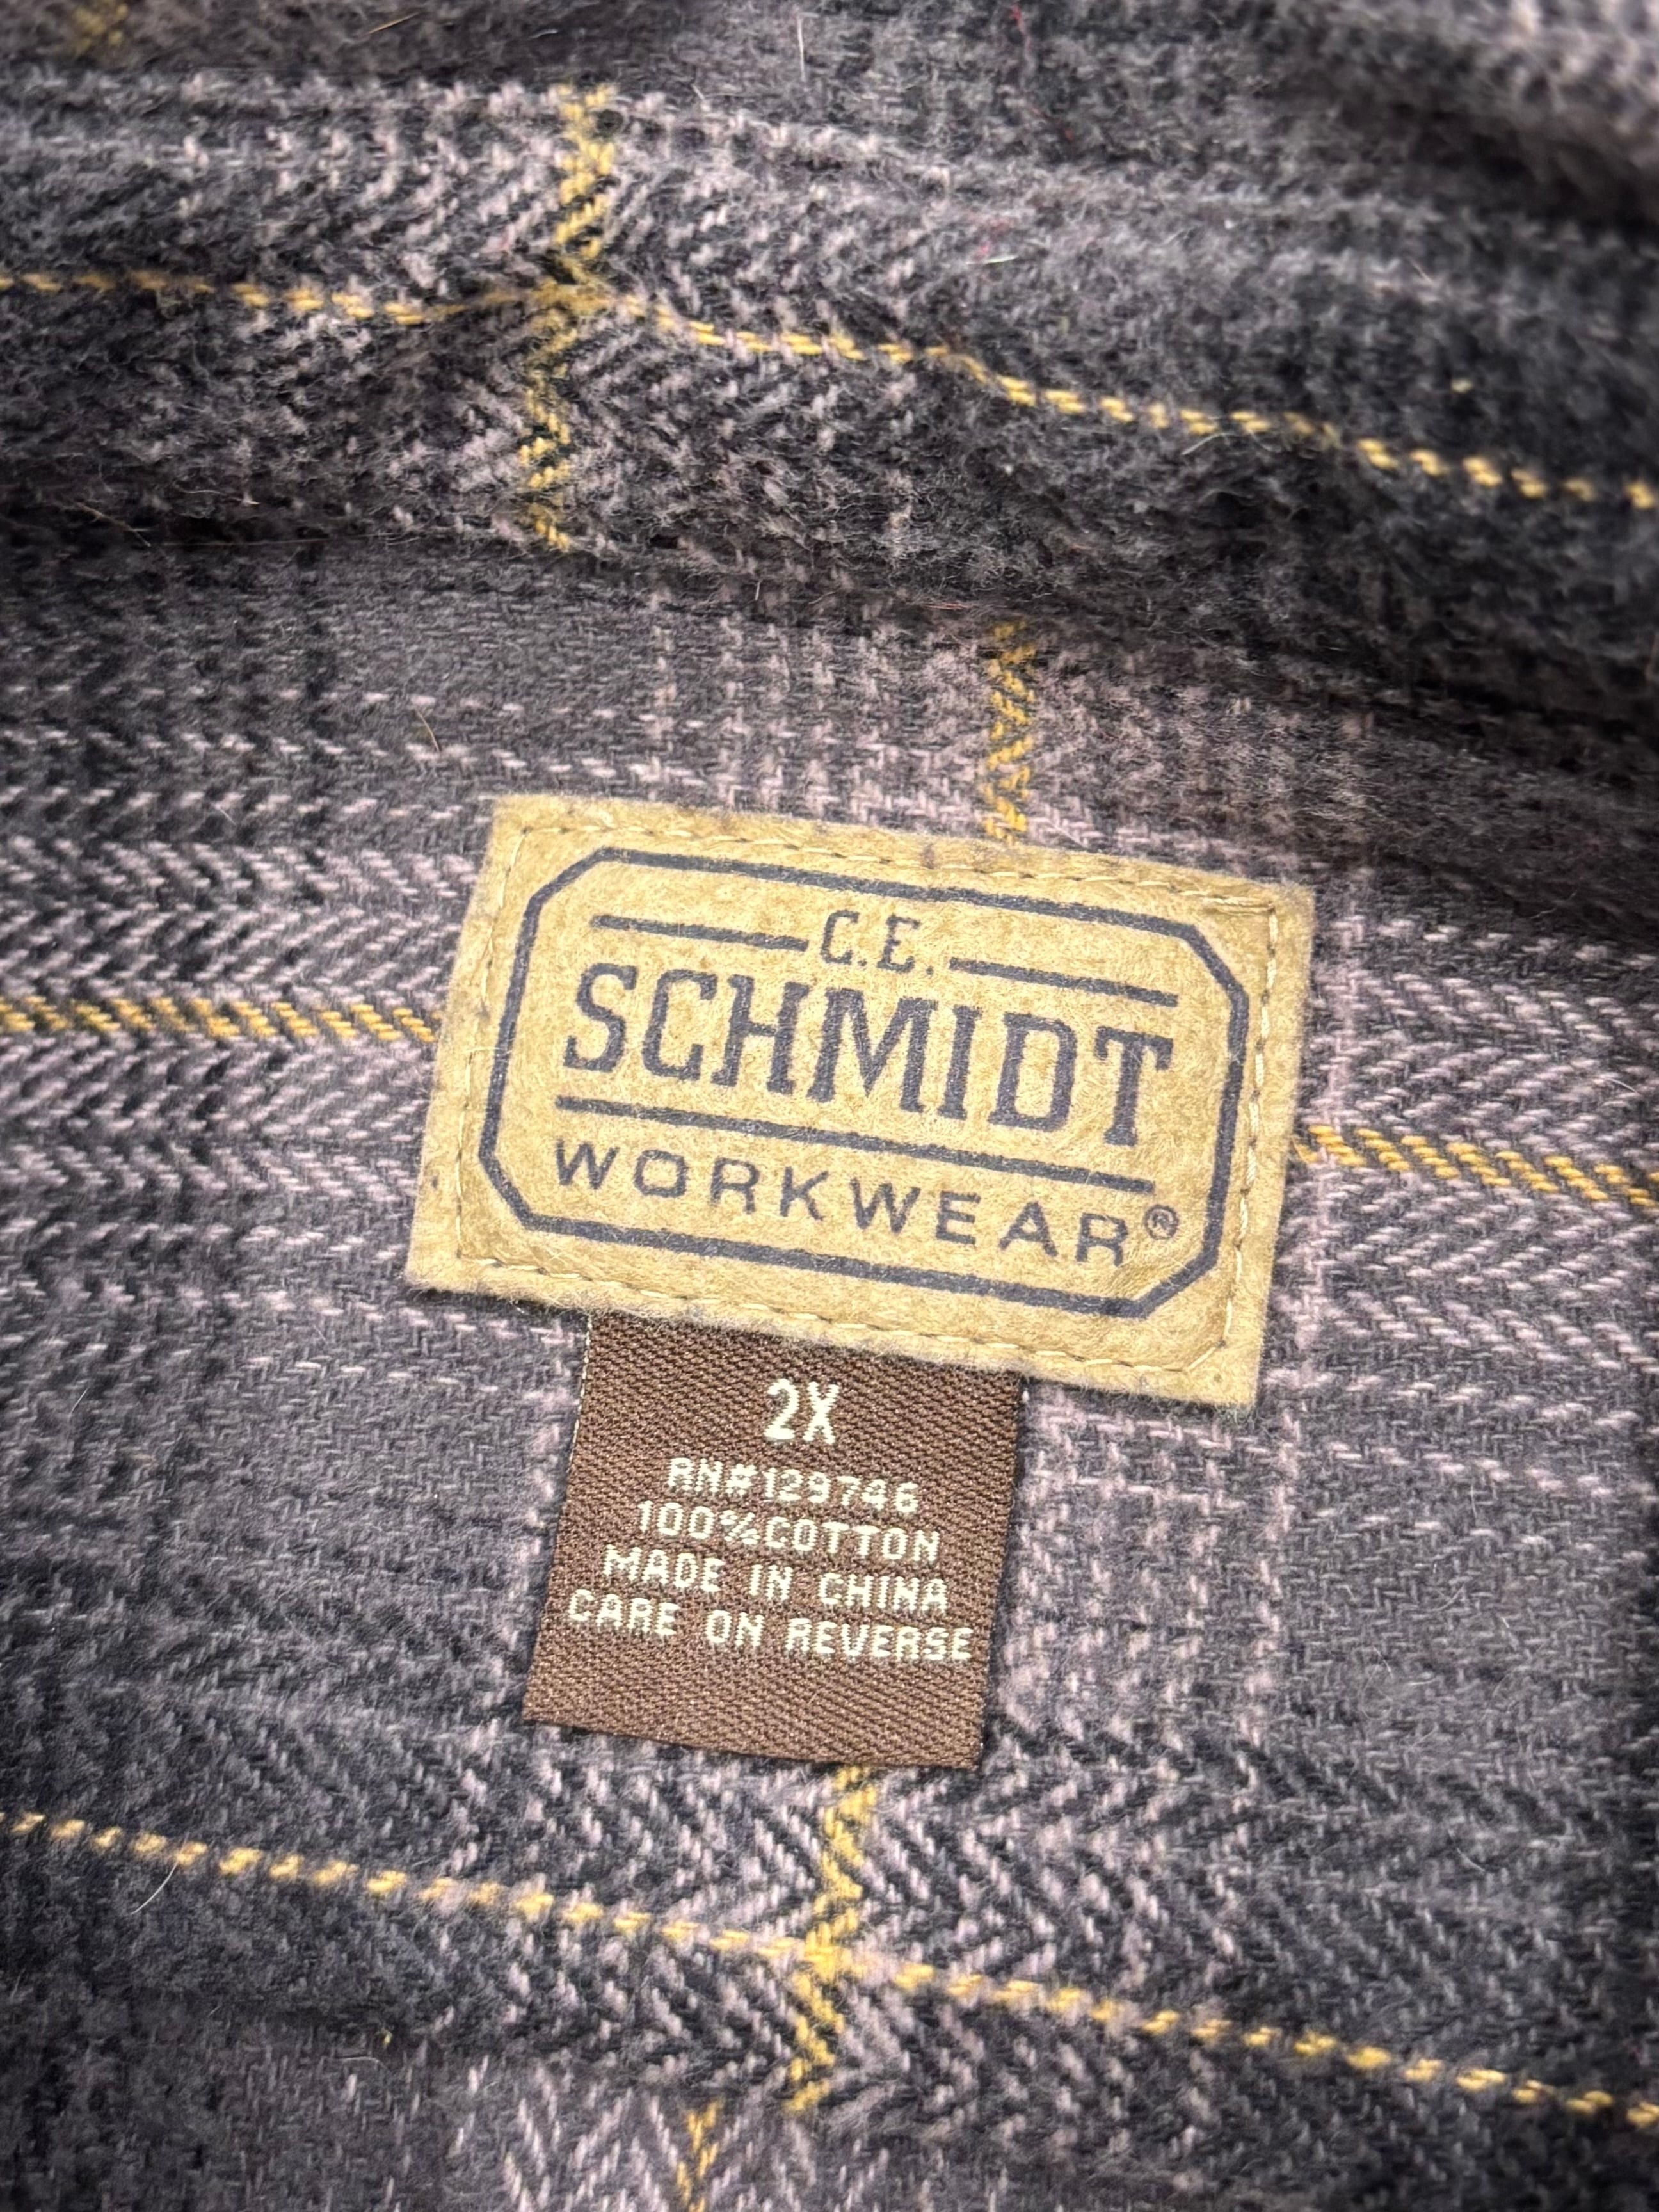 C.E.
SCHMIDT
WORKWEAR®
2X
RN#129746
100%COTTON
MADE IN CHINA
CARE ON REVERSE